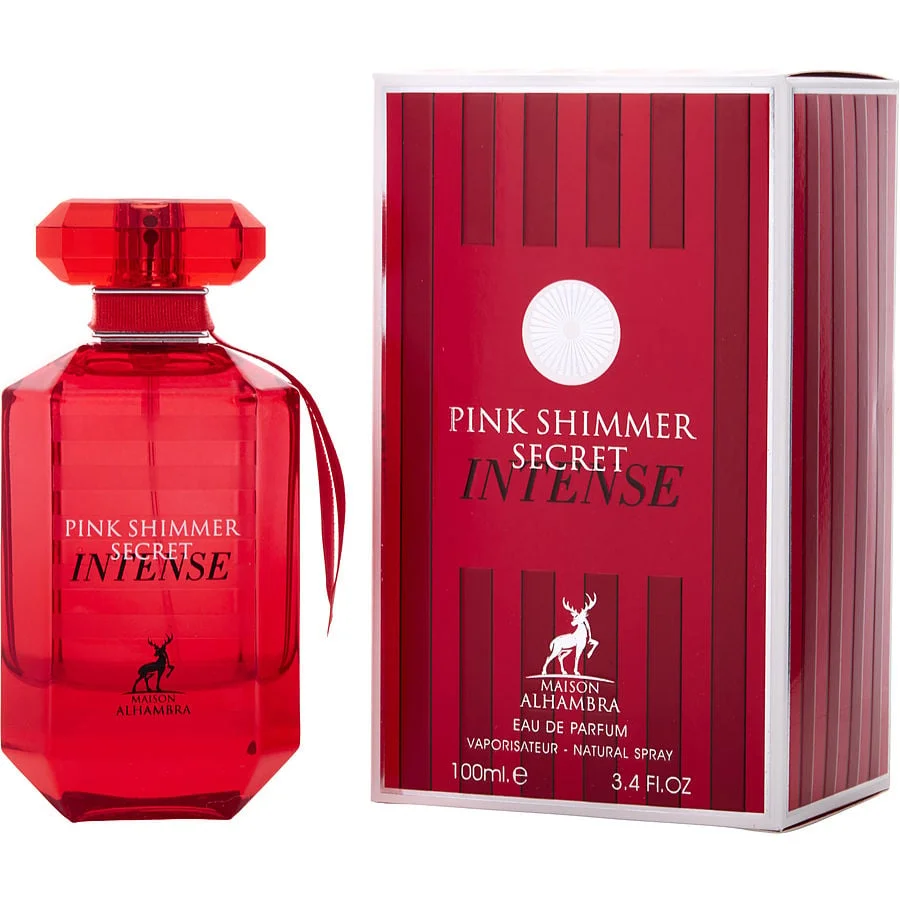 PINK SHIMMER
SECRET
INTENSE
MAISON
ALHAMBRA
PINK SHIMMER
SECRET
INTENSE
MAISON
ALHAMBRA
EAU DE PARFUM
VAPORISATEUR - NATURAL SPRAY
100ml.e 3.4 FL.OZ